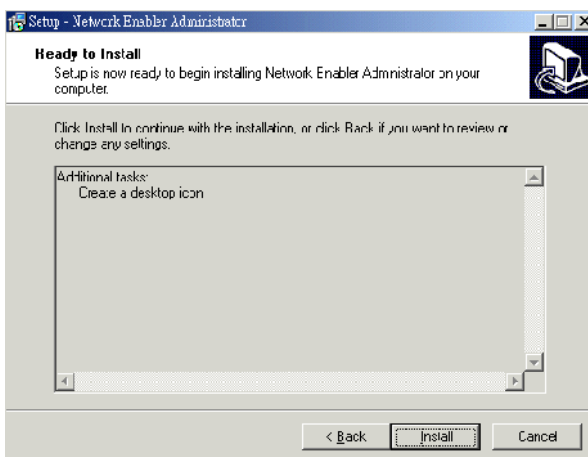 Setup - Network Enabler Administrator
Ready to Install
Setup is now ready to begin installing Network Enabler Administrator on your
computer.
Click Install to continue with the installation, or click Back if you want to review or
change any settings.
Additional tasks:
Create a desktop icon
< Back
Install
Cancel